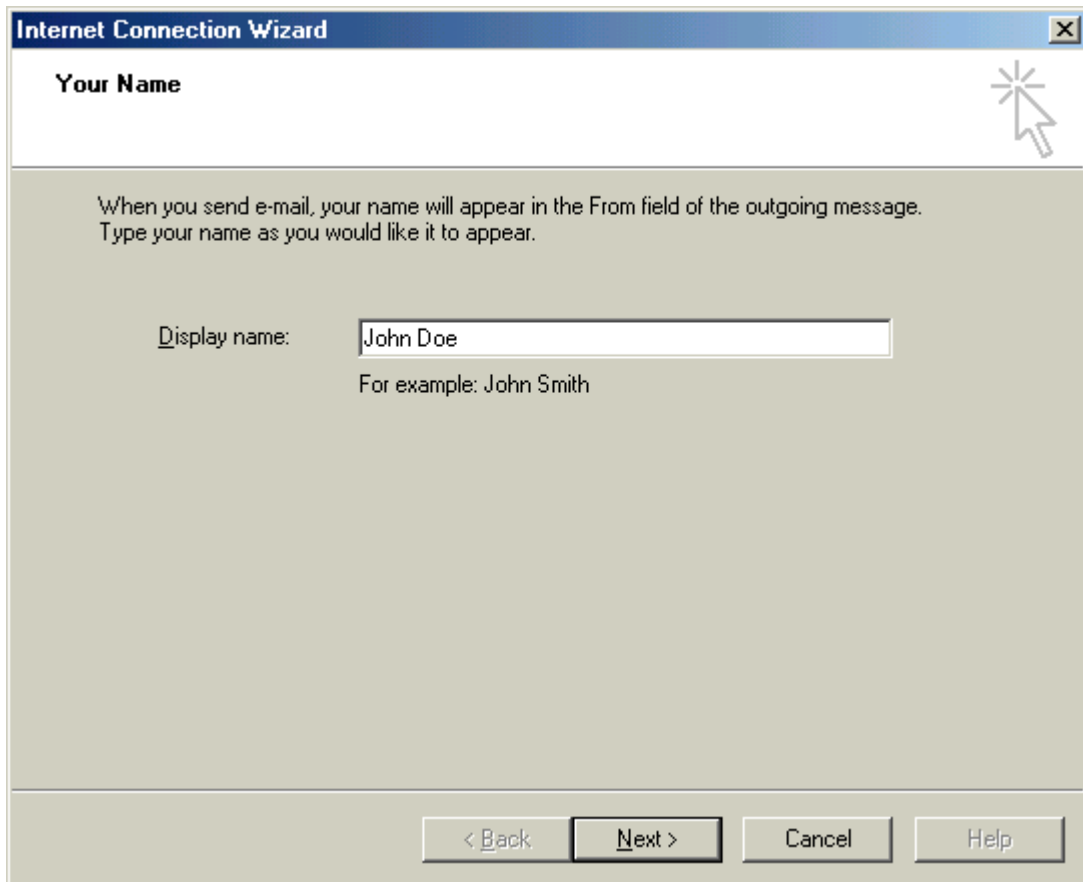 Internet Connection Wizard
Your Name
When you send e-mail, your name will appear in the From field of the outgoing message.
Type your name as you would like it to appear.
Display name: John Doe
For example: John Smith
< Back Next > Cancel Help